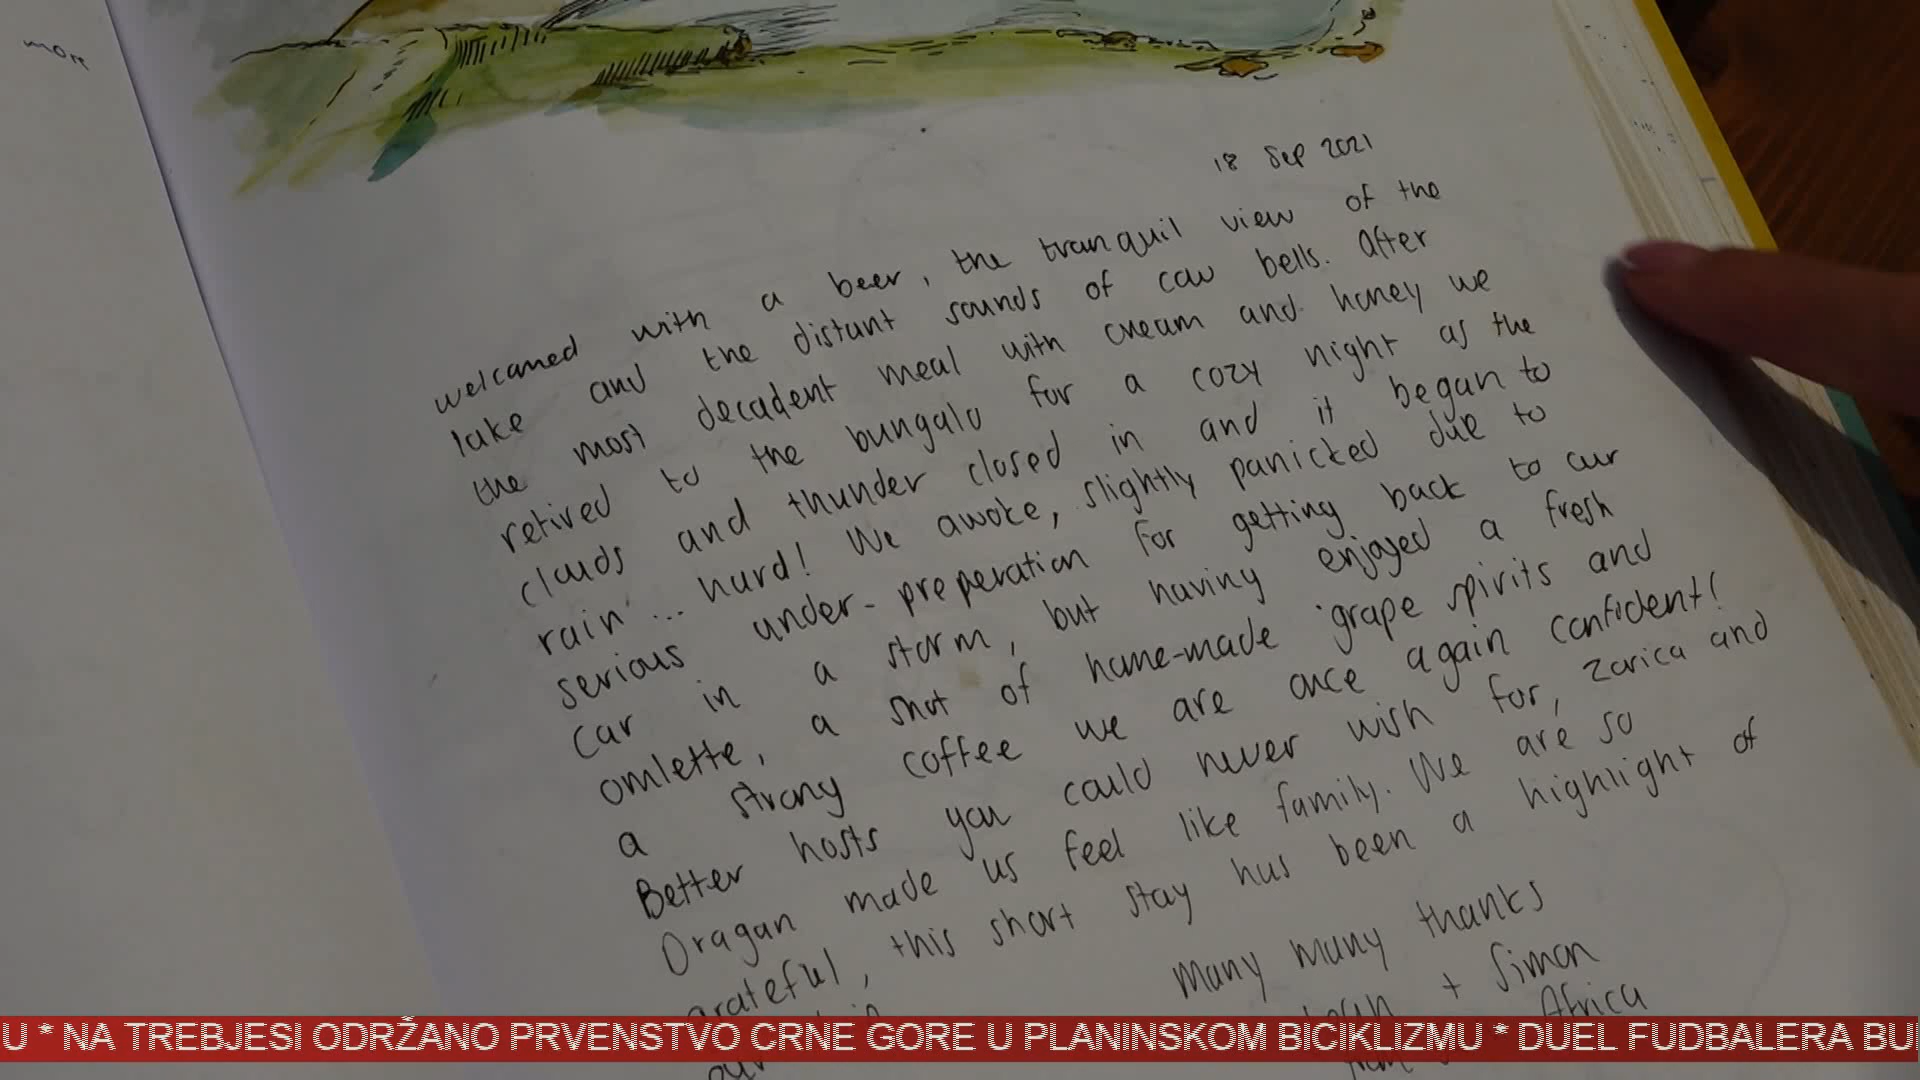 more
18 Sep 2021
welcomed with a beer, the tranquil view of the
lake and the distant sounds of cow bells. After
the most decadent meal with cream and honey we
retired to the bungalo for a cozy night as the
clouds and thunder closed in and it began to
rain... hard! We awoke, slightly panicked due to
serious under-preperation for getting back to our
car in a storm, but having enjoyed a fresh
omlette, a shot of home-made grape spirits and
a strong coffee we are once again confident!
Better hosts you could never wish for, Zorica and
Dragan made us feel like family. We are so
grateful, this short stay has been a highlight of
our
Many many thanks
+ Simon
Africa
U * NA TREBJESI ODRŽANO PRVENSTVO CRNE GORE U PLANINSKOM BICIKLIZMU * DUEL FUDBALERA BU